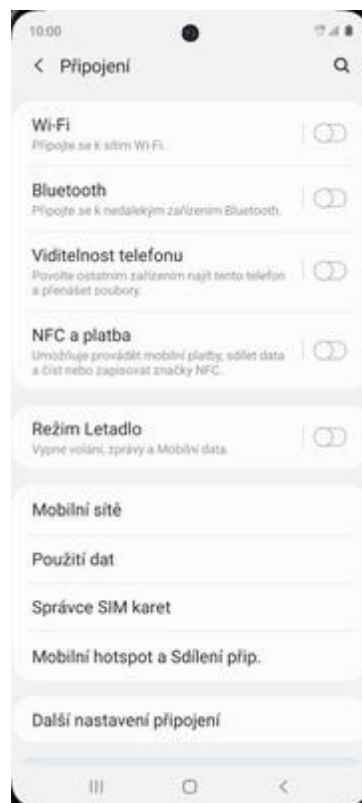 10:00
Připojení
Wi-Fi
Připojte se k sítím Wi-Fi.
Bluetooth
Připojte se k nedalekým zařízením Bluetooth.
Viditelnost telefonu
Povolte ostatním zařízením najít tento telefon
a přenášet soubory.
NFC a platba
Umožňuje provádět mobilní platby, sdílet data
a číst nebo zapisovat značky NFC.
Režim Letadlo
Vypne volání, zprávy a Mobilní data.
Mobilní sítě
Použití dat
Správce SIM karet
Mobilní hotspot a Sdílení přip.
Další nastavení připojení